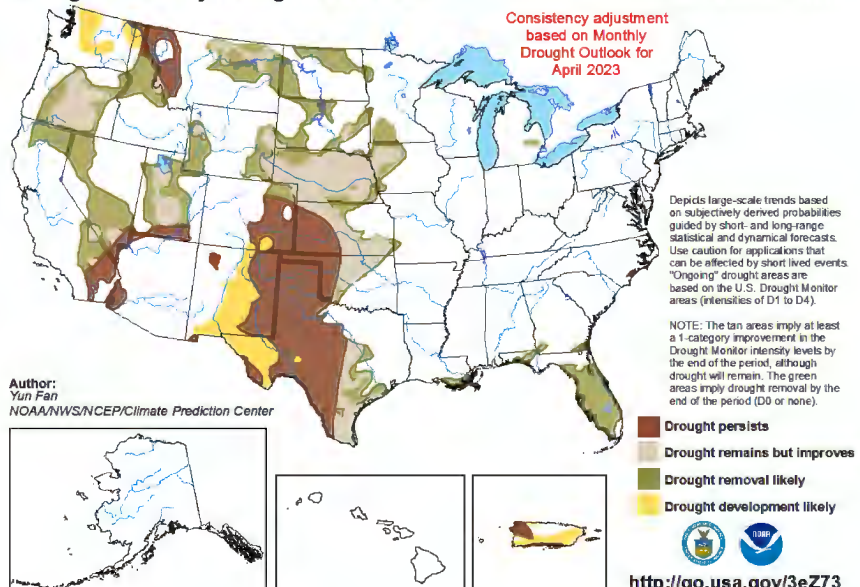 Consistency adjustment
based on Monthly
Drought Outlook for
April 2023
Depicts large-scale trends based
on subjectively derived probabilities
guided by short- and long-range
statistical and dynamical forecasts.
Use caution for applications that
can be affected by short lived events.
"Ongoing" drought areas are
based on the U.S. Drought Monitor
areas (intensities of D1 to D4).
NOTE: The tan areas imply at least
a 1-category improvement in the
Drought Monitor intensity levels by
the end of the period, although
drought will remain. The green
areas imply drought removal by the
end of the period (D0 or none).
Author:
Yun Fan
NOAA/NWS/NCEP/Climate Prediction Center
Drought persists
Drought remains but improves
Drought removal likely
Drought development likely
NOAA
http://go.usa.gov/3eZ73